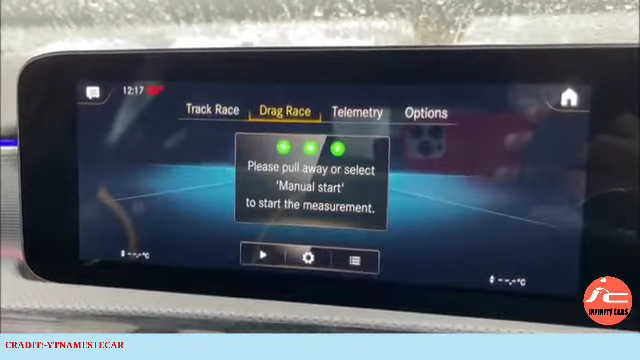 12:17
Track Race Drag Race Telemetry Options
Please pull away or select
'Manual start'
to start the measurement.
--,-°C
--,-°C
INFINITY CARS
CRADIT:-YTNAMESTECAR